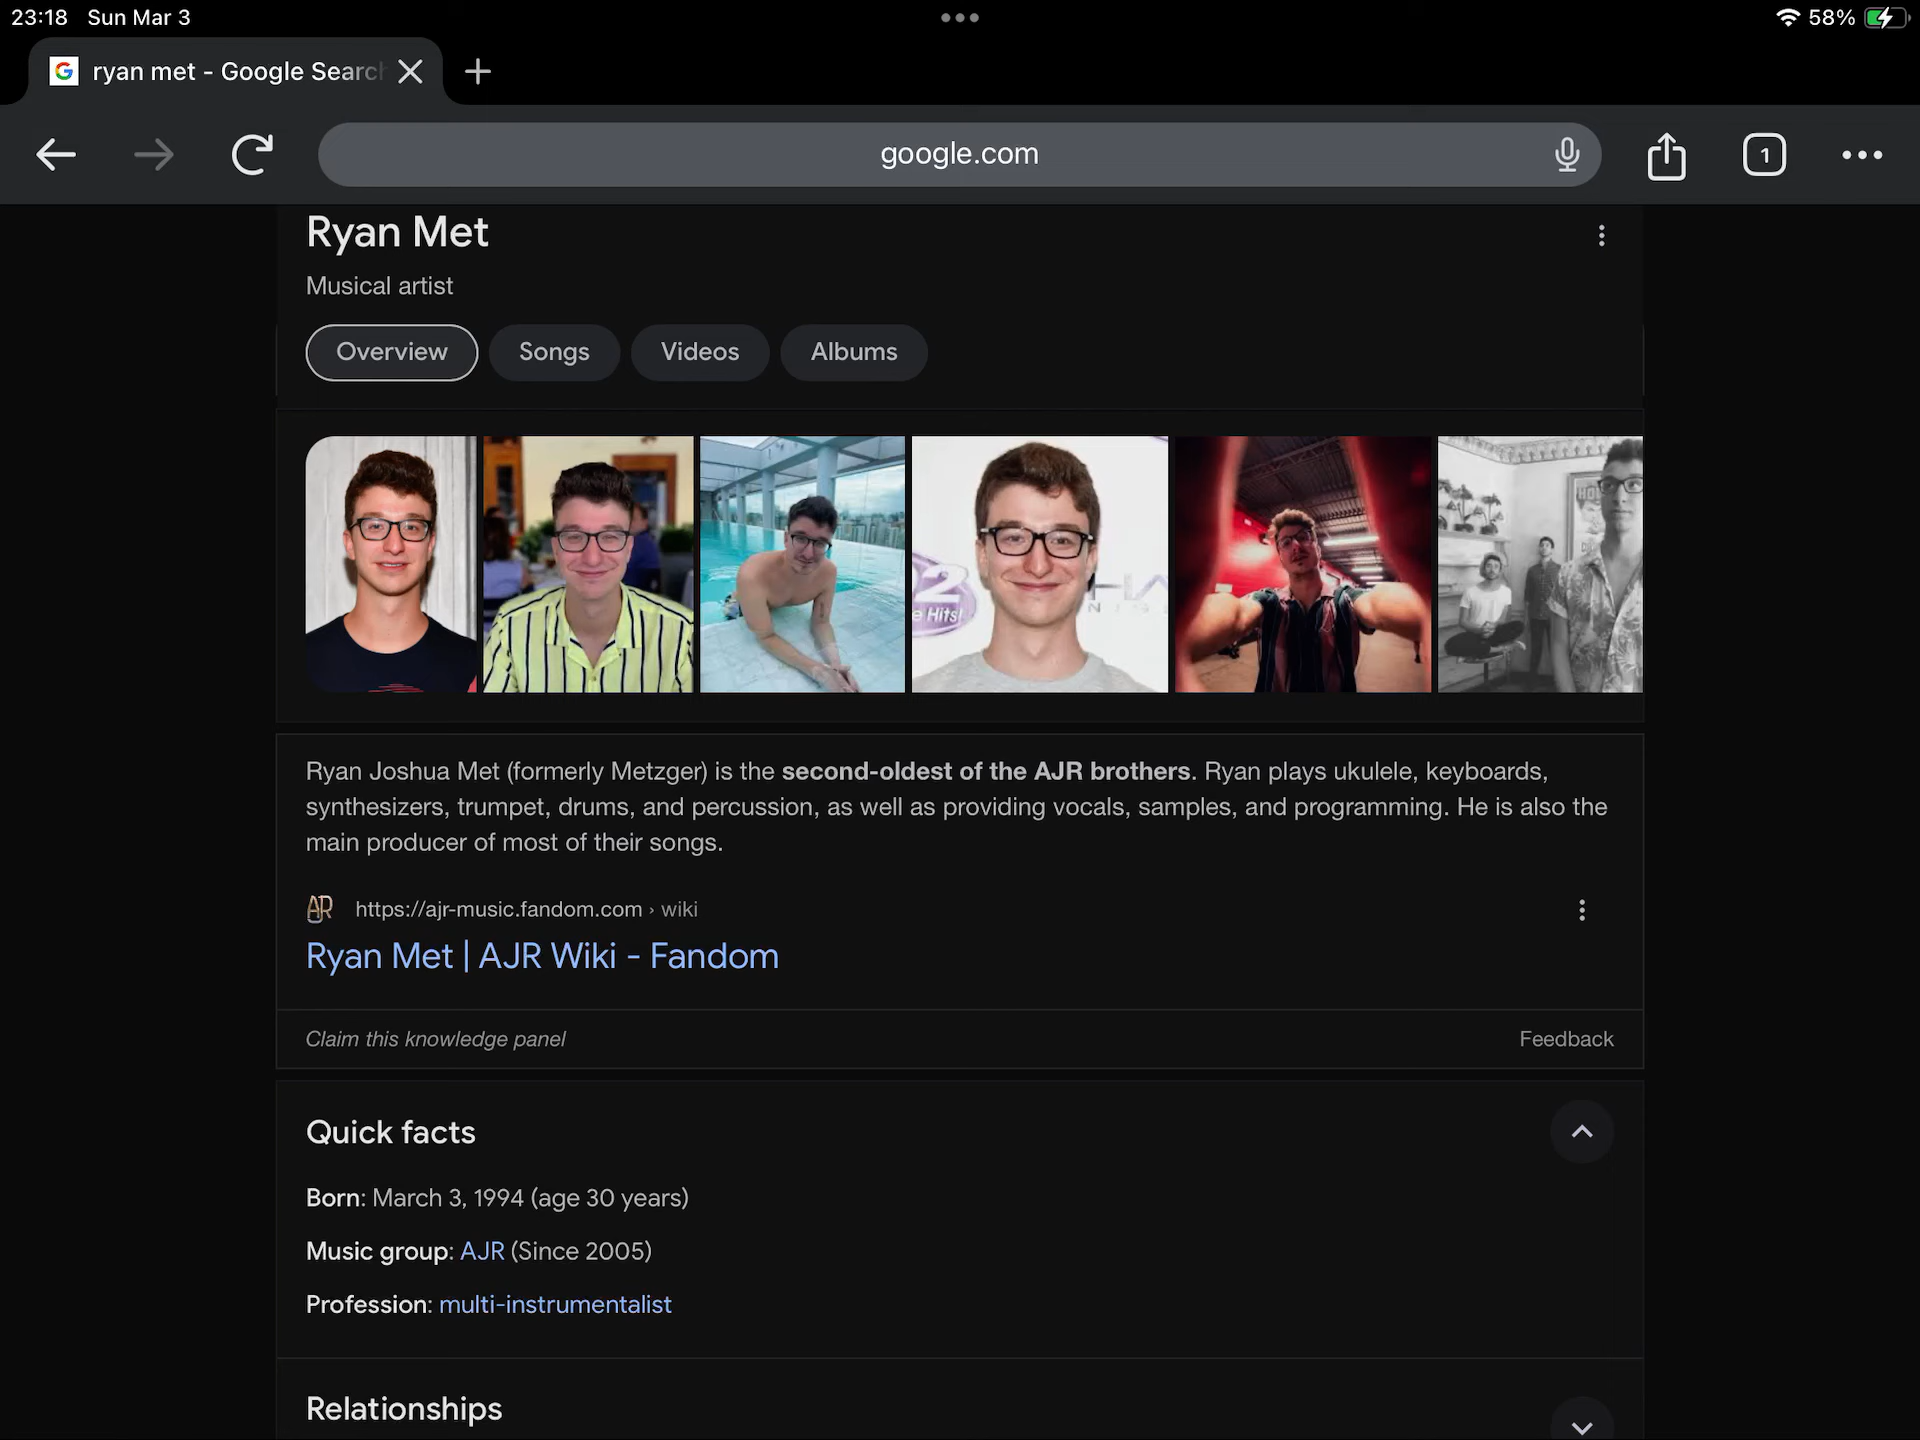 23:18 Sun Mar 3
58%
ryan met - Google Search
google.com
1
Ryan Met
Musical artist
Overview
Songs
Videos
Albums
2
e Hits!
Ryan Joshua Met (formerly Metzger) is the second-oldest of the AJR brothers. Ryan plays ukulele, keyboards,
synthesizers, trumpet, drums, and percussion, as well as providing vocals, samples, and programming. He is also the
main producer of most of their songs.
AJR
https://ajr-music.fandom.com › wiki
Ryan Met | AJR Wiki - Fandom
Claim this knowledge panel
Feedback
Quick facts
Born: March 3, 1994 (age 30 years)
Music group: AJR (Since 2005)
Profession: multi-instrumentalist
Relationships